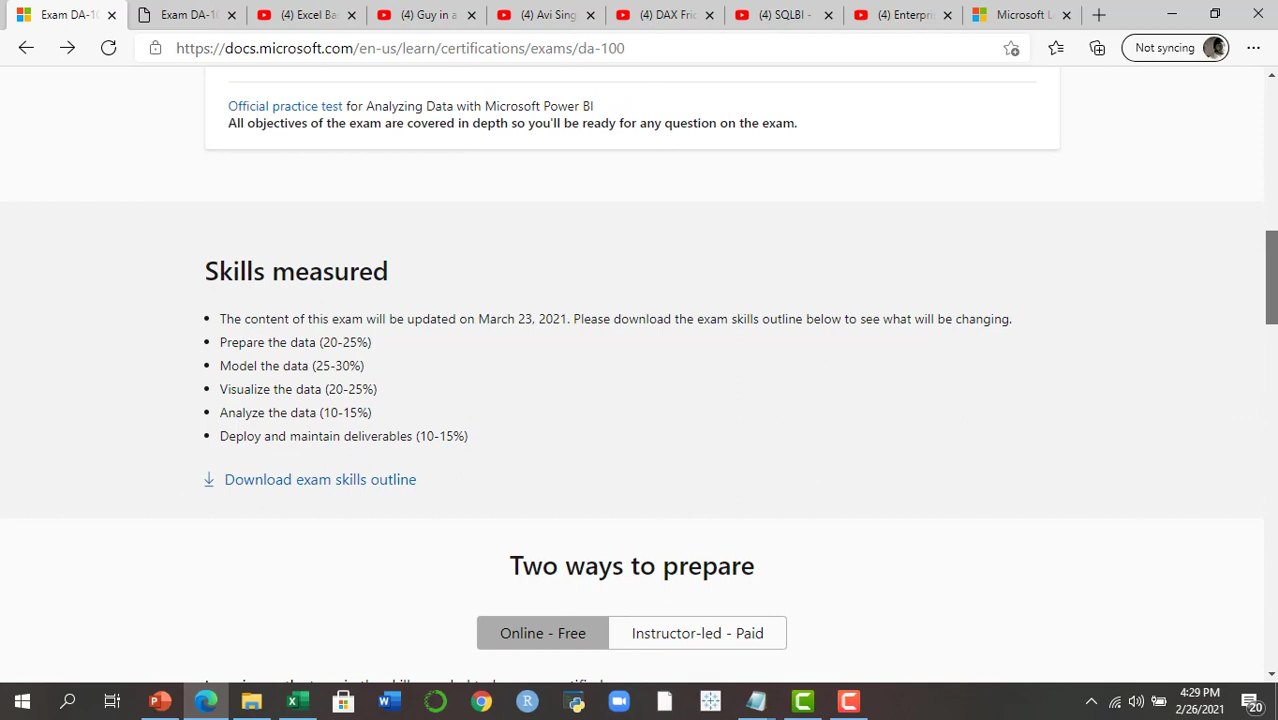 Exam DA-10
Exam DA-10
(4) Excel Ba
(4) Guy in a
(4) Avi Sing
(4) DAX Fric
(4) SQLBI -
(4) Enterpri
Microsoft L
https://docs.microsoft.com/en-us/learn/certifications/exams/da-100
Not syncing
Official practice test for Analyzing Data with Microsoft Power BI
All objectives of the exam are covered in depth so you'll be ready for any question on the exam.
Skills measured
• The content of this exam will be updated on March 23, 2021. Please download the exam skills outline below to see what will be changing.
• Prepare the data (20-25%)
• Model the data (25-30%)
• Visualize the data (20-25%)
• Analyze the data (10-15%)
• Deploy and maintain deliverables (10-15%)
Download exam skills outline
Two ways to prepare
Online - Free
Instructor-led - Paid
4:29 PM
2/26/2021
20